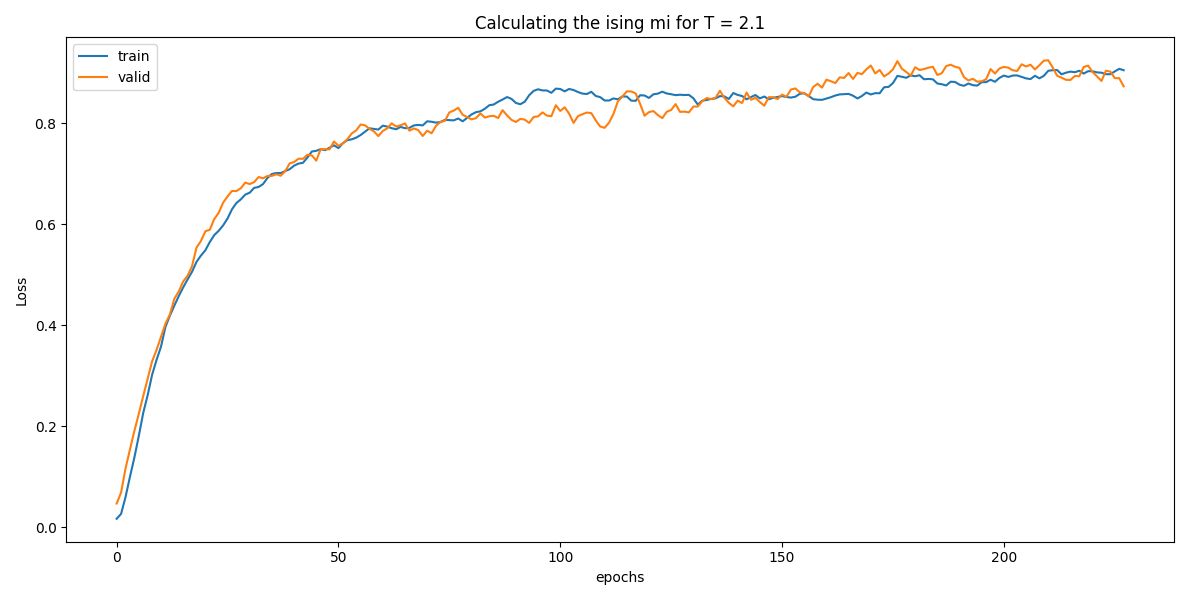 Calculating the ising mi for T = 2.1
train
valid
Loss
0.8
0.6
0.4
0.2
0.0
0
50
100
150
200
epochs